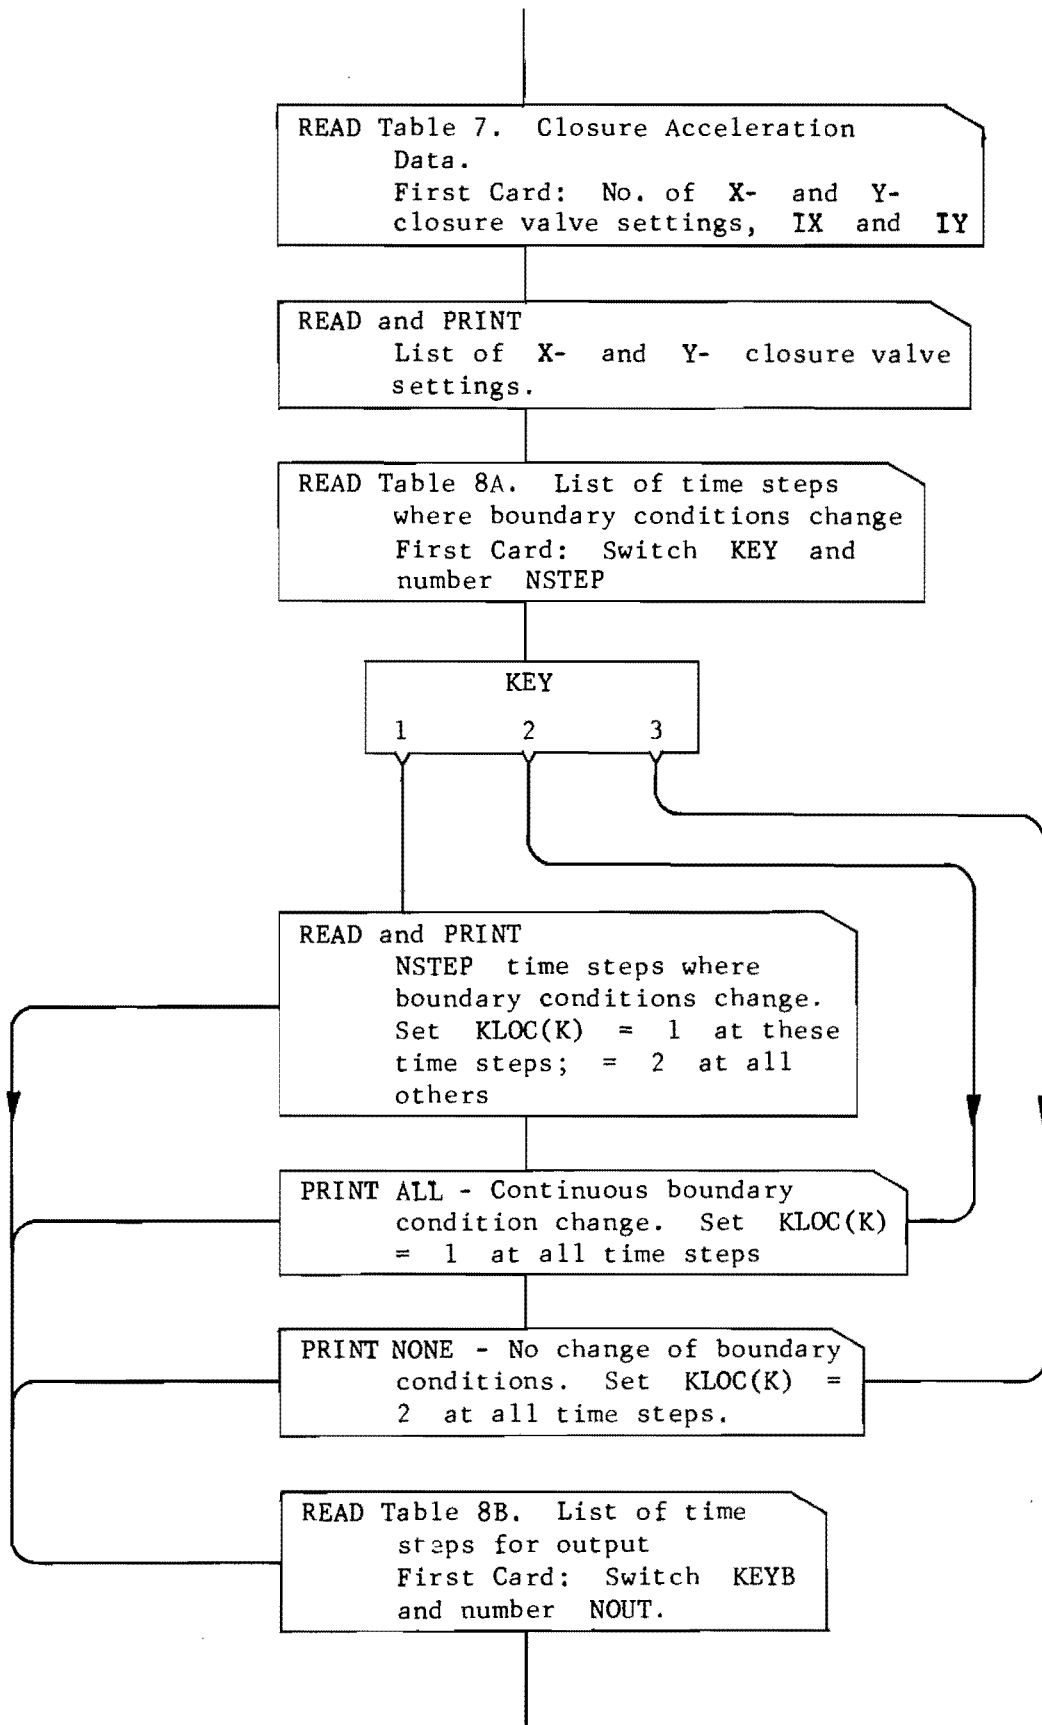 READ Table 7. Closure Acceleration
Data.
First Card: No. of X- and Y-
closure valve settings, IX and IY
READ and PRINT
List of X- and Y- closure valve
settings.
READ Table 8A. List of time steps
where boundary conditions change
First Card: Switch KEY and
number NSTEP
KEY
1 2 3
READ and PRINT
NSTEP time steps where
boundary conditions change.
Set KLOC(K) = 1 at these
time steps; = 2 at all
others
PRINT ALL - Continuous boundary
condition change. Set KLOC(K)
= 1 at all time steps
PRINT NONE - No change of boundary
conditions. Set KLOC(K) =
2 at all time steps.
READ Table 8B. List of time
steps for output
First Card: Switch KEYB
and number NOUT.